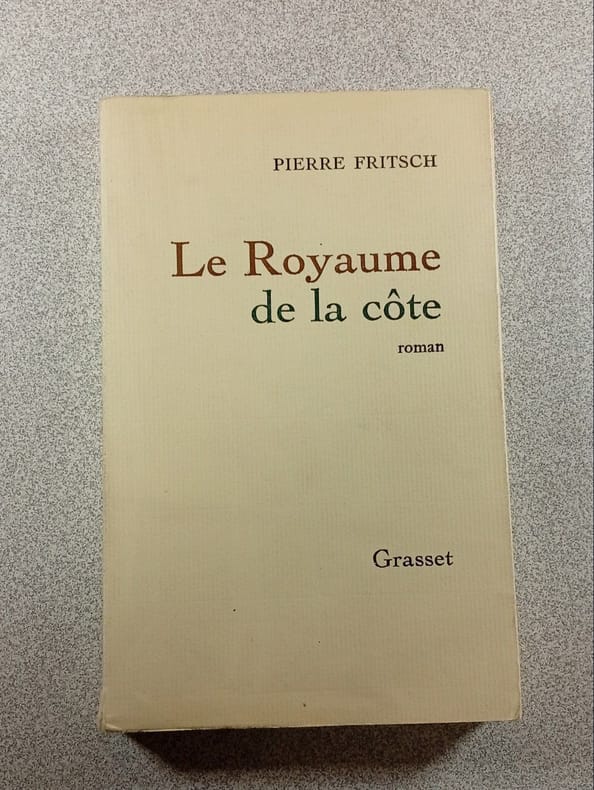 PIERRE FRITSCH
Le Royaume
de la côte
roman
Grasset